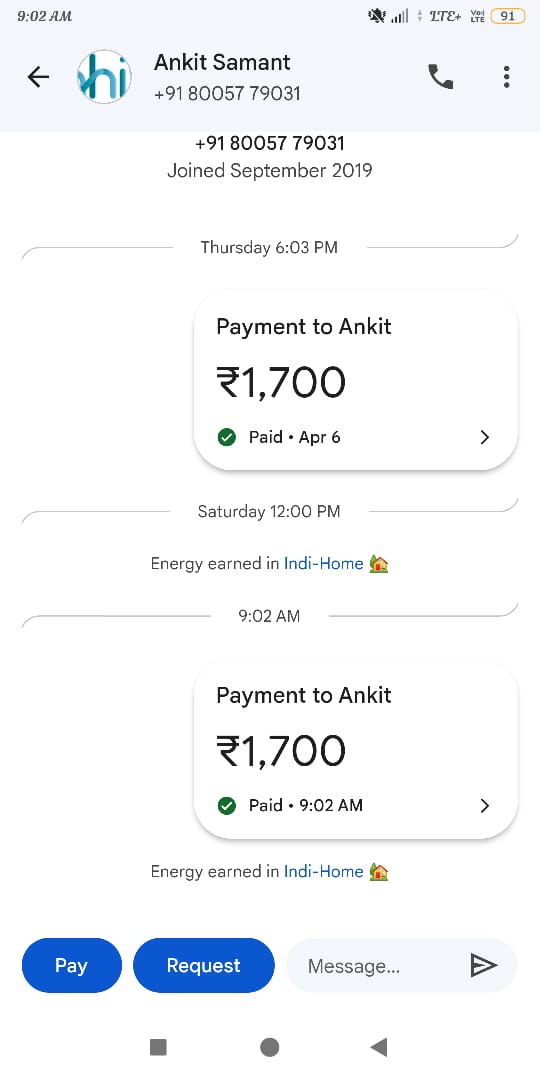 9:02 AM LTE+ Vo) LTE 91
hi Ankit Samant
+91 80057 79031
+91 80057 79031
Joined September 2019
Thursday 6:03 PM
Payment to Ankit
₹1,700
Paid • Apr 6
Saturday 12:00 PM
Energy earned in Indi-Home 🏡
9:02 AM
Payment to Ankit
₹1,700
Paid • 9:02 AM
Energy earned in Indi-Home 🏡
Pay Request Message...